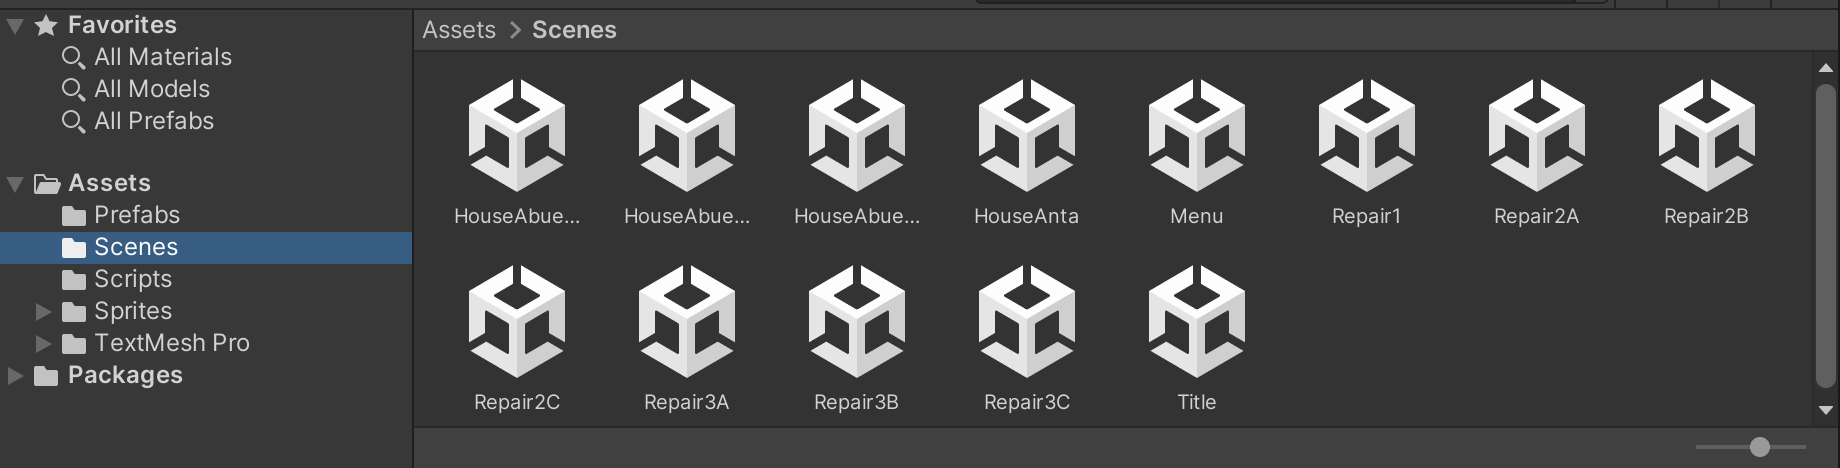 Favorites
All Materials
All Models
All Prefabs
Assets
Prefabs
Scenes
Scripts
Sprites
TextMesh Pro
Packages
Assets > Scenes
HouseAbue... HouseAbue... HouseAbue... HouseAnta Menu Repair1 Repair2A Repair2B
Repair2C Repair3A Repair3B Repair3C Title